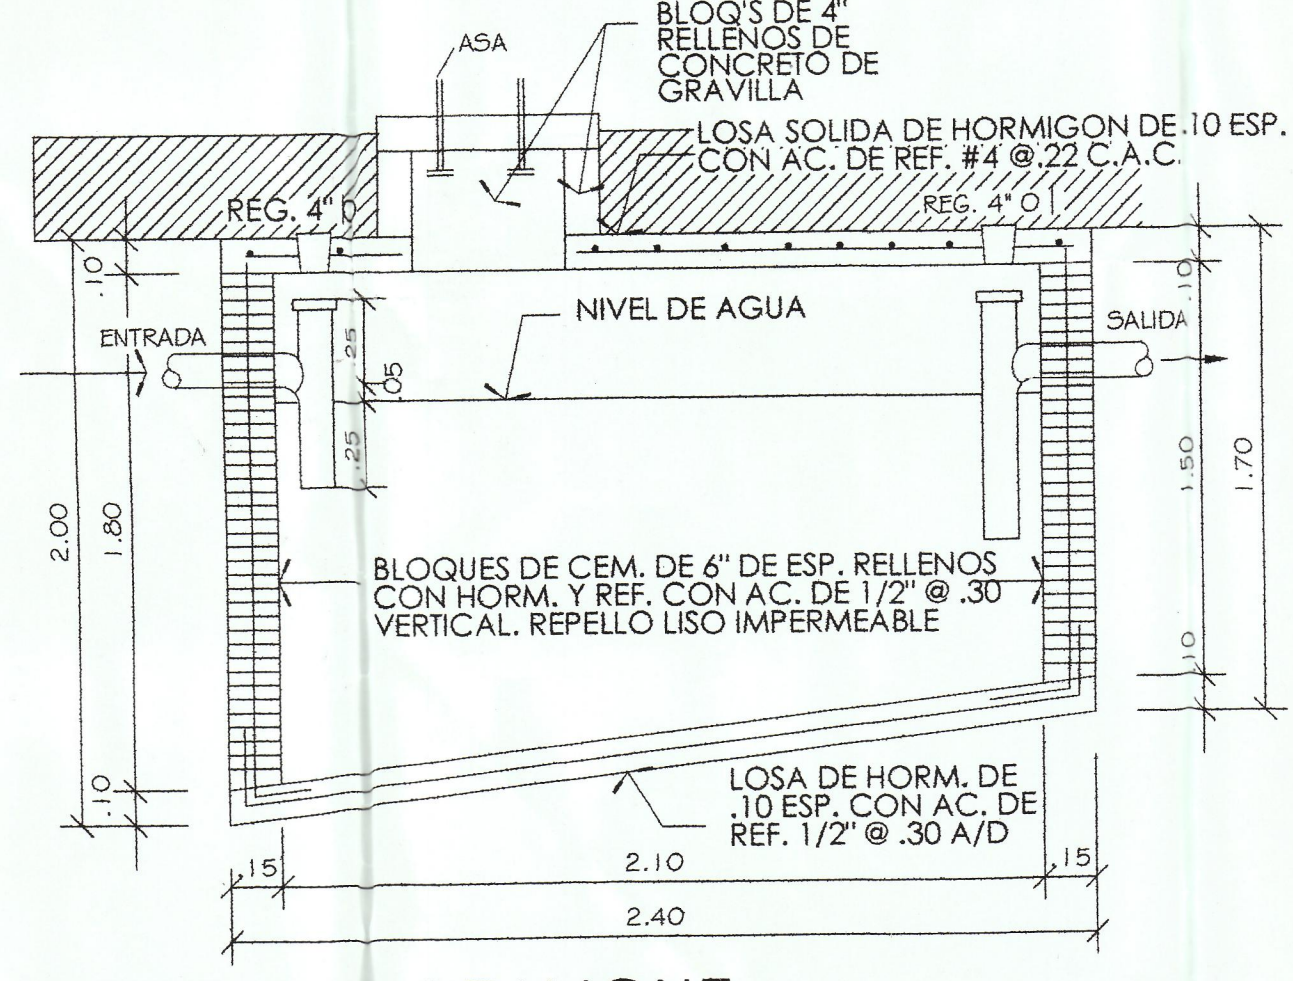 BLOQ'S DE 4"
RELLENOS DE
CONCRETO DE
GRAVILLA
ASA
LOSA SOLIDA DE HORMIGON DE .10 ESP.
CON AC. DE REF. #4 @.22 C.A.C.
REG. 4" O
REG. 4" O
.10
.10
NIVEL DE AGUA
ENTRADA
SALIDA
.25
.05
.25
2.00
1.80
1.50
1.70
BLOQUES DE CEM. DE 6" DE ESP. RELLENOS
CON HORM. Y REF. CON AC. DE 1/2" @ .30
VERTICAL. REPELLO LISO IMPERMEABLE
.10
.10
LOSA DE HORM. DE
.10 ESP. CON AC. DE
REF. 1/2" @ .30 A/D
.15
2.10
.15
2.40